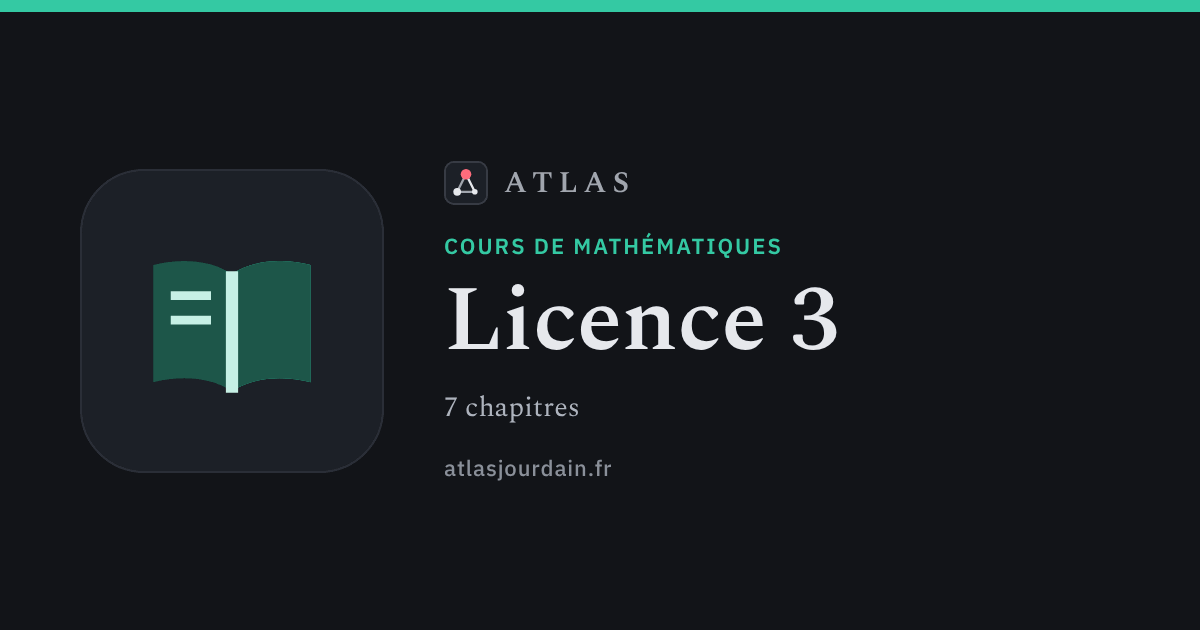 ATLAS
COURS DE MATHÉMATIQUES
Licence 3
7 chapitres
atlasjourdain.fr